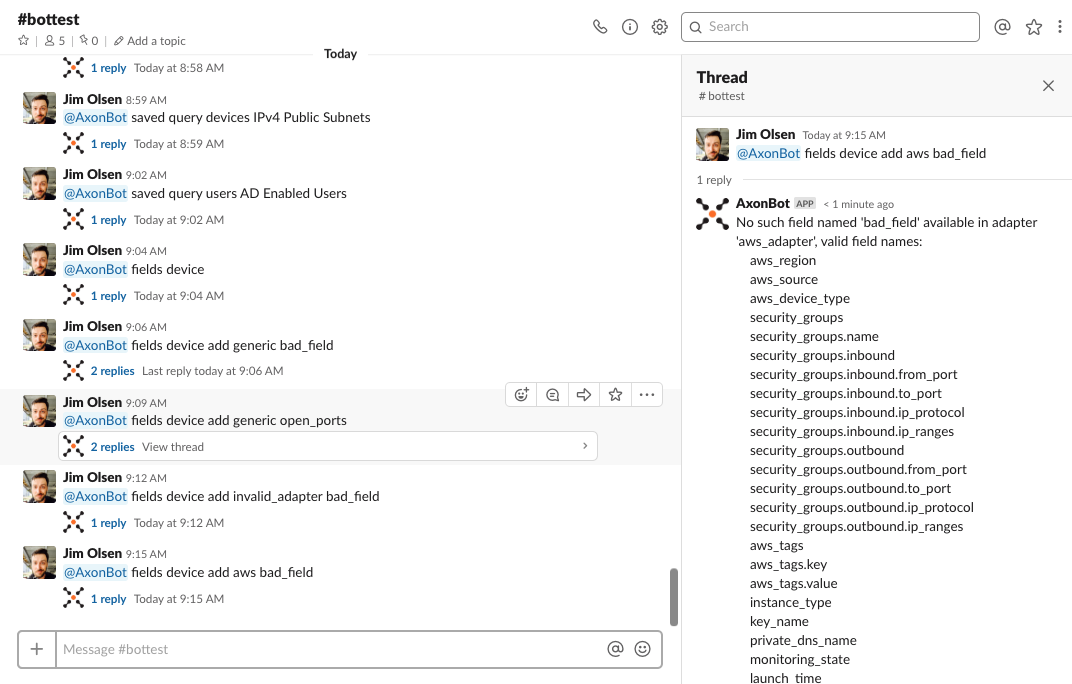 #bottest
5
0
Add a topic
Search
Today
1 reply Today at 8:58 AM
Jim Olsen 8:59 AM
@AxonBot saved query devices IPv4 Public Subnets
1 reply Today at 8:59 AM
Jim Olsen 9:02 AM
@AxonBot saved query users AD Enabled Users
1 reply Today at 9:02 AM
Jim Olsen 9:04 AM
@AxonBot fields device
1 reply Today at 9:04 AM
Jim Olsen 9:06 AM
@AxonBot fields device add generic bad_field
2 replies Last reply today at 9:06 AM
Jim Olsen 9:09 AM
@AxonBot fields device add generic open_ports
2 replies View thread
Jim Olsen 9:12 AM
@AxonBot fields device add invalid_adapter bad_field
1 reply Today at 9:12 AM
Jim Olsen 9:15 AM
@AxonBot fields device add aws bad_field
1 reply Today at 9:15 AM
Message #bottest
Thread
# bottest
Jim Olsen Today at 9:15 AM
@AxonBot fields device add aws bad_field
1 reply
AxonBot APP < 1 minute ago
No such field named 'bad_field' available in adapter
'aws_adapter', valid field names:
aws_region
aws_source
aws_device_type
security_groups
security_groups.name
security_groups.inbound
security_groups.inbound.from_port
security_groups.inbound.to_port
security_groups.inbound.ip_protocol
security_groups.inbound.ip_ranges
security_groups.outbound
security_groups.outbound.from_port
security_groups.outbound.to_port
security_groups.outbound.ip_protocol
security_groups.outbound.ip_ranges
aws_tags
aws_tags.key
aws_tags.value
instance_type
key_name
private_dns_name
monitoring_state
launch_time